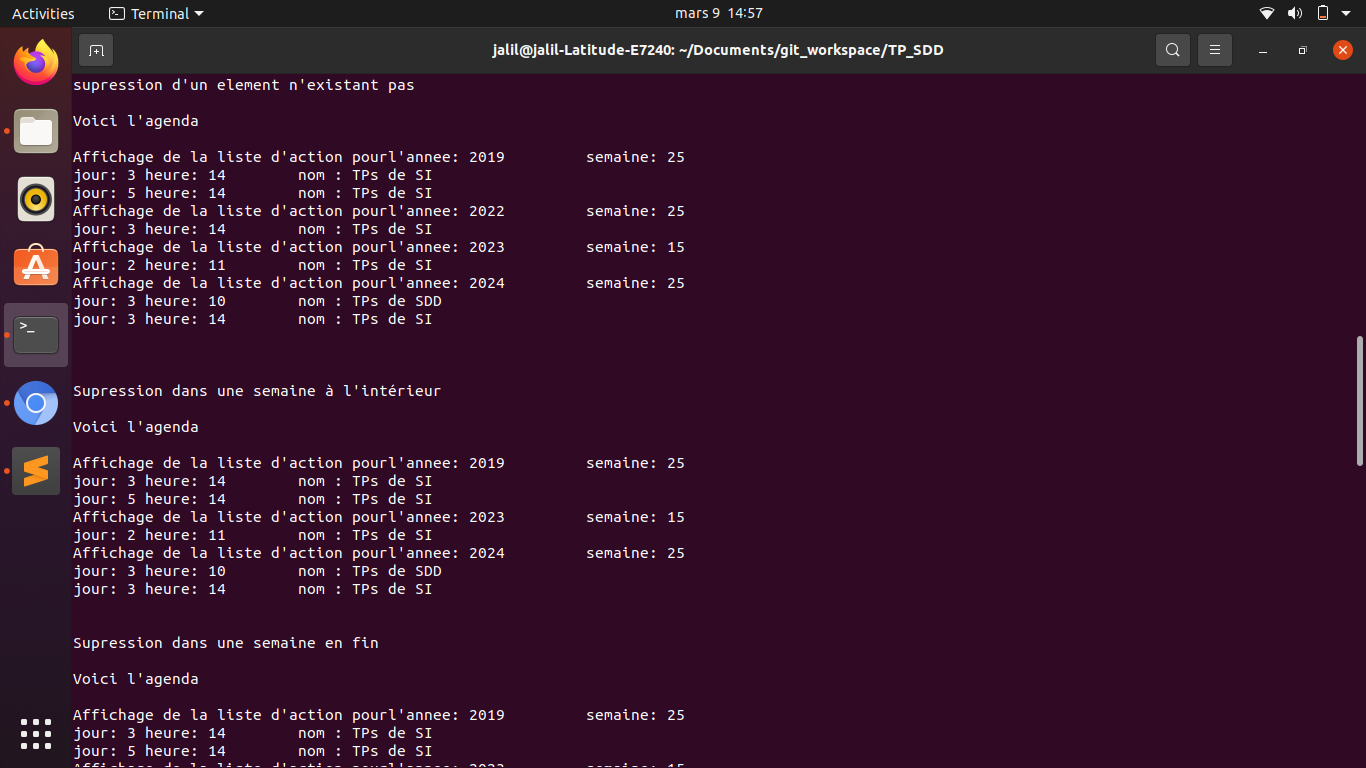 Activities Terminal mars 9 14:57
jalil@jalil-Latitude-E7240: ~/Documents/git_workspace/TP_SDD
supression d'un element n'existant pas
Voici l'agenda
Affichage de la liste d'action pourl'annee: 2019 semaine: 25
jour: 3 heure: 14 nom : TPs de SI
jour: 5 heure: 14 nom : TPs de SI
Affichage de la liste d'action pourl'annee: 2022 semaine: 25
jour: 3 heure: 14 nom : TPs de SI
Affichage de la liste d'action pourl'annee: 2023 semaine: 15
jour: 2 heure: 11 nom : TPs de SI
Affichage de la liste d'action pourl'annee: 2024 semaine: 25
jour: 3 heure: 10 nom : TPs de SDD
jour: 3 heure: 14 nom : TPs de SI
Supression dans une semaine à l'intérieur
Voici l'agenda
Affichage de la liste d'action pourl'annee: 2019 semaine: 25
jour: 3 heure: 14 nom : TPs de SI
jour: 5 heure: 14 nom : TPs de SI
Affichage de la liste d'action pourl'annee: 2023 semaine: 15
jour: 2 heure: 11 nom : TPs de SI
Affichage de la liste d'action pourl'annee: 2024 semaine: 25
jour: 3 heure: 10 nom : TPs de SDD
jour: 3 heure: 14 nom : TPs de SI
Supression dans une semaine en fin
Voici l'agenda
Affichage de la liste d'action pourl'annee: 2019 semaine: 25
jour: 3 heure: 14 nom : TPs de SI
jour: 5 heure: 14 nom : TPs de SI
Affichage de la liste d'action pourl'annee: 2023 semaine: 15